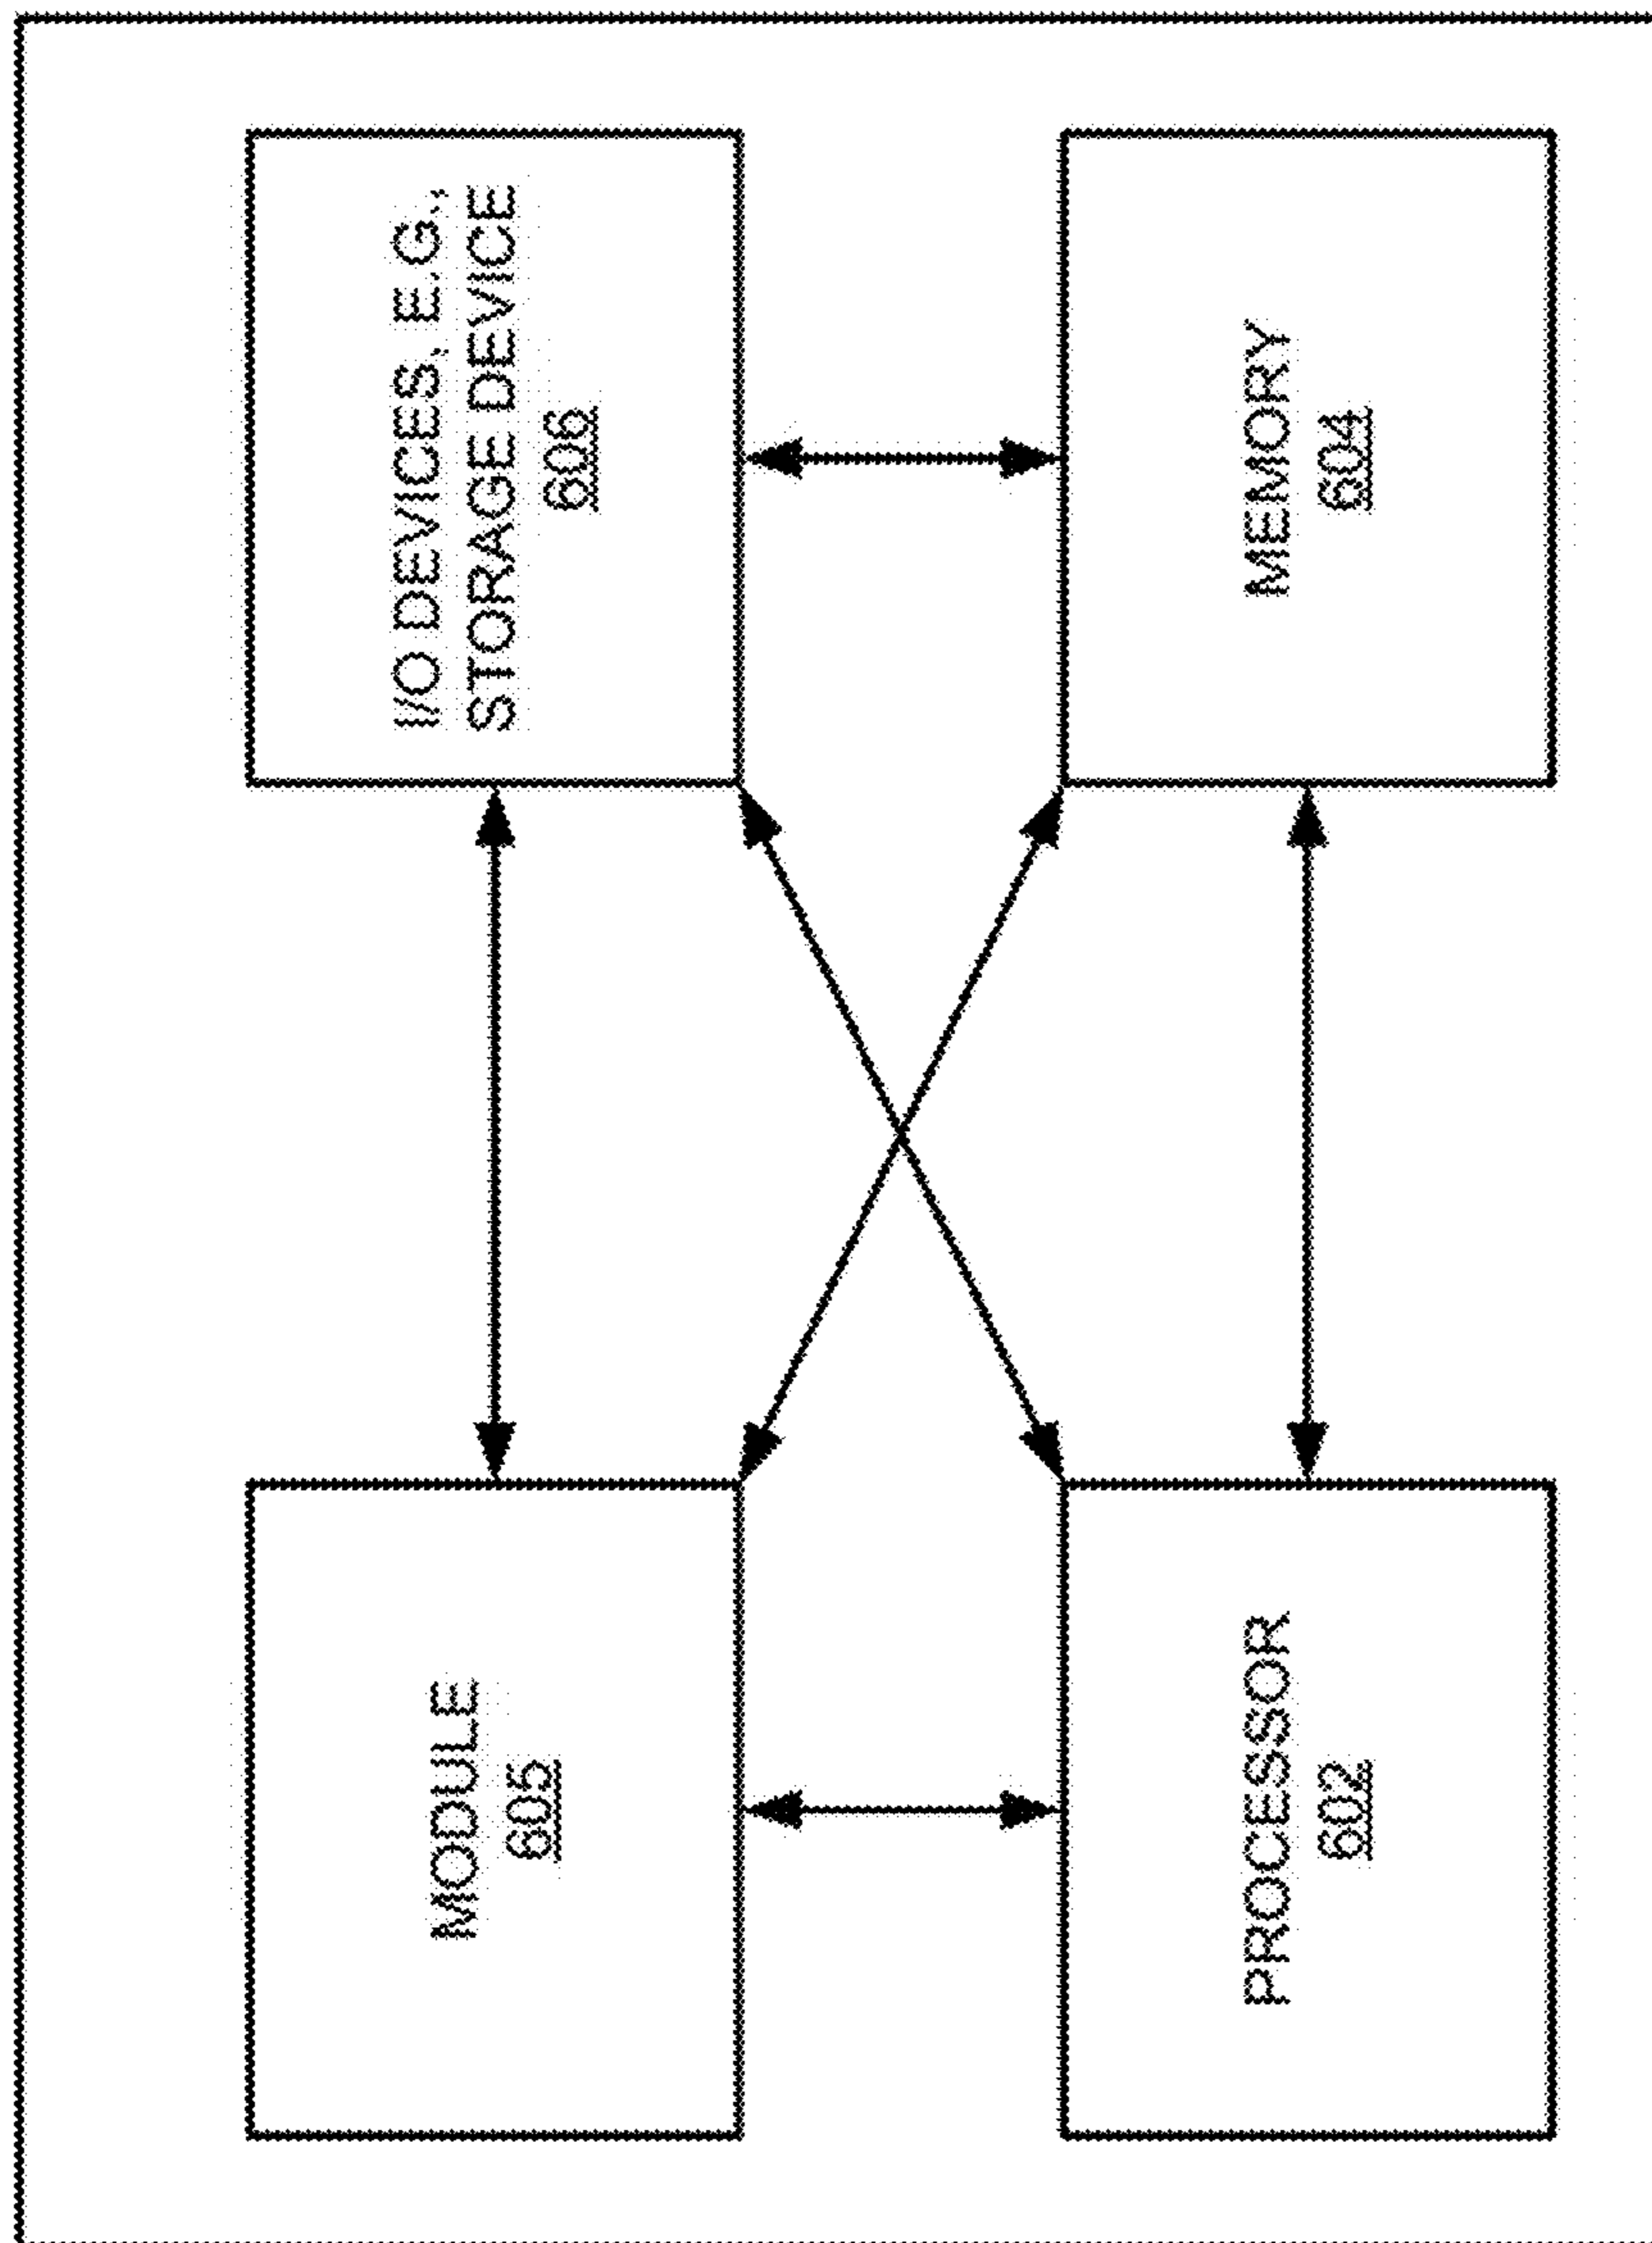 MODULE
605
I/O DEVICES, E.G.,
STORAGE DEVICE
606
PROCESSOR
602
MEMORY
604